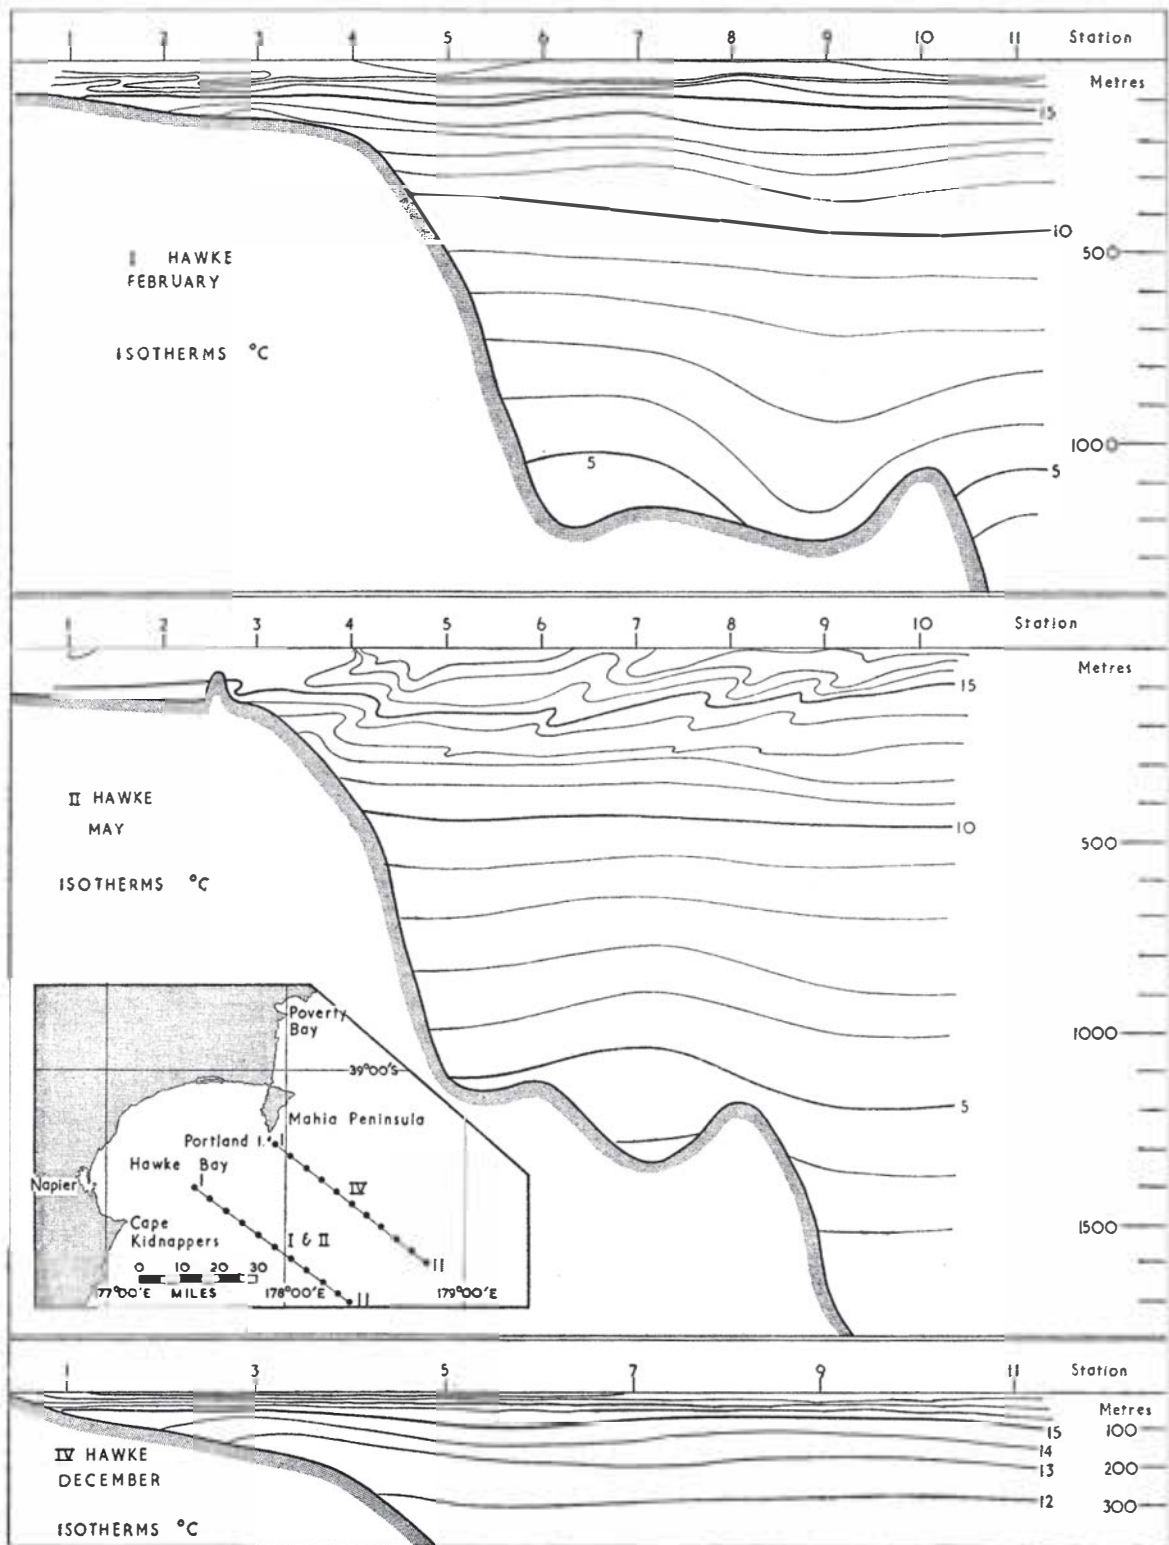 1 2 3 4 5 6 7 8 9 10 11 Station
Metres
15
10
500
I HAWKE
FEBRUARY
ISOTHERMS °C
1000
5
5
1 2 3 4 5 6 7 8 9 10 Station
Metres
15
II HAWKE
MAY
10
500
ISOTHERMS °C
Poverty
Bay
39°00'S
1000
Mahia Peninsula
5
Portland I. 1
Hawke Bay
1
Napier
IV
Cape
Kidnappers
I & II
1500
11
0 10 20 30
MILES
77°00'E
178°00'E
11
179°00'E
1 3 5 7 9 11 Station
Metres
15
100
IV HAWKE
14
DECEMBER
13
200
12
300
ISOTHERMS °C